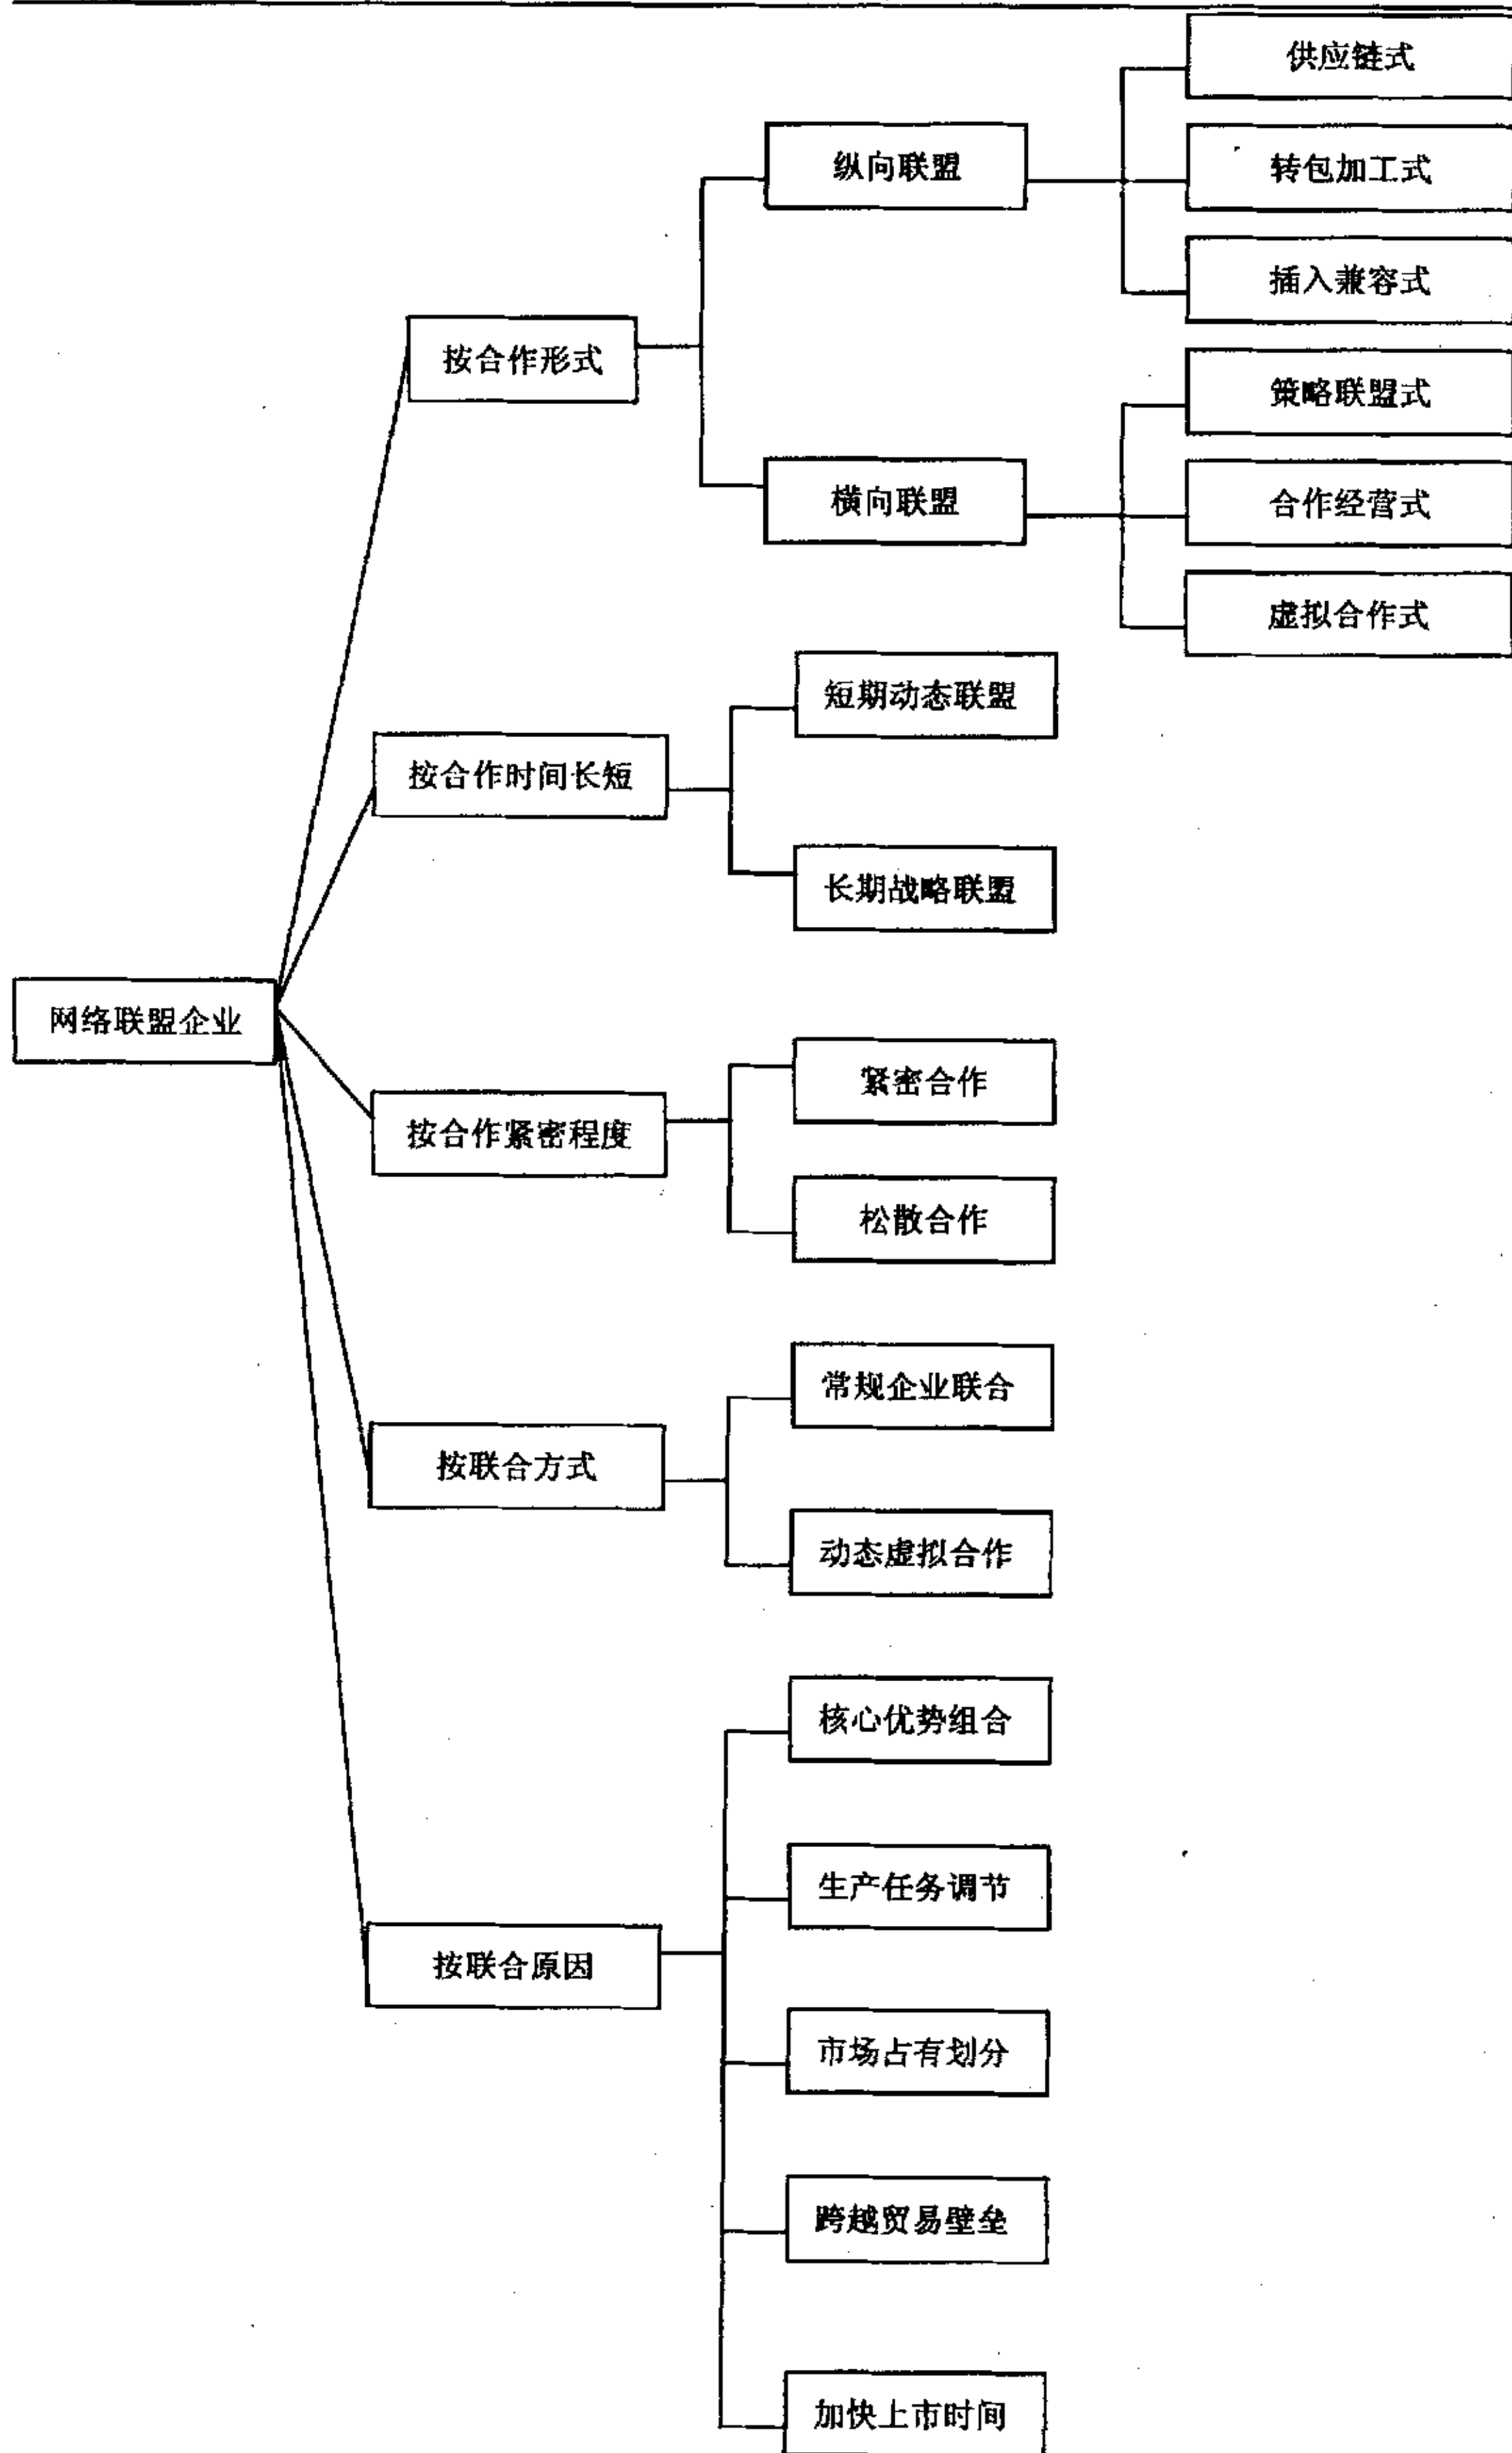 供应链式
纵向联盟
转包加工式
插入兼容式
按合作形式
策略联盟式
横向联盟
合作经营式
虚拟合作式
短期动态联盟
按合作时间长短
长期战略联盟
网络联盟企业
紧密合作
按合作紧密程度
松散合作
常规企业联合
按联合方式
动态虚拟合作
核心优势组合
生产任务调节
按联合原因
市场占有划分
跨越贸易壁垒
加快上市时间